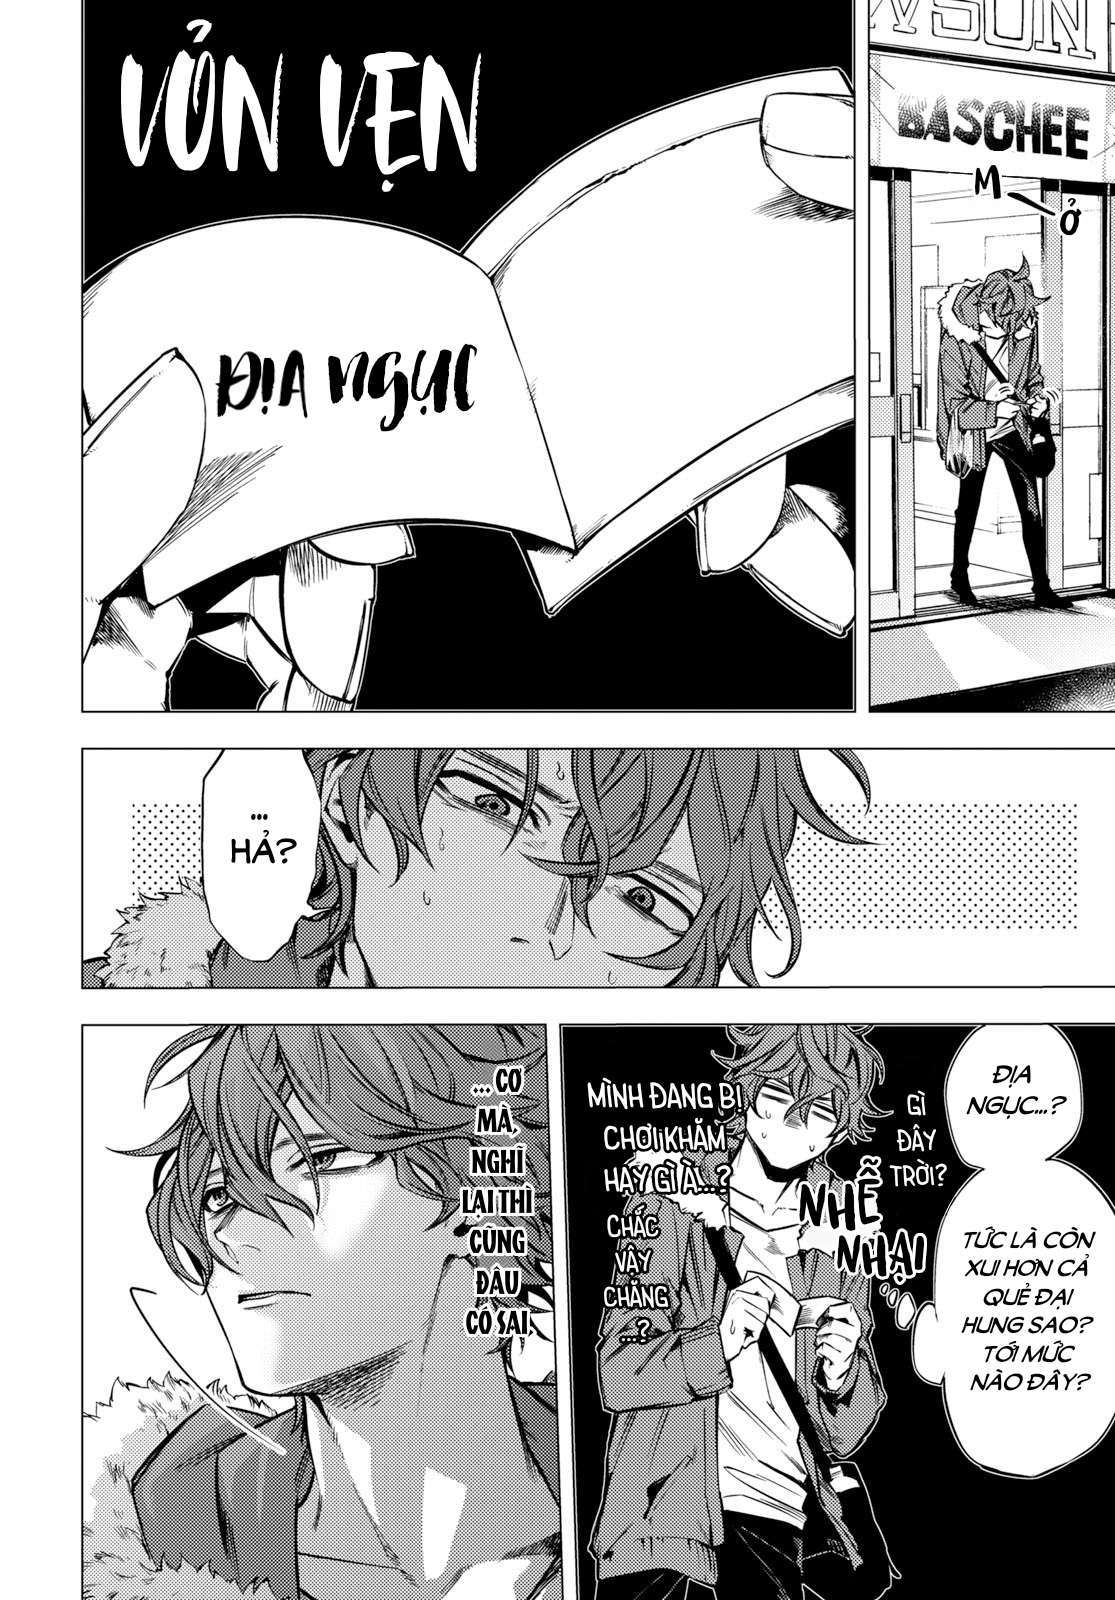 WSON
BASCHEE
M
Ở
VỎN VẸN
ĐỊA NGỤC
...
HẢ?
ĐỊA
NGỤC...?
TỨC LÀ CÒN
XUI HƠN CẢ
QUẺ ĐẠI
HUNG SAO?
TỚI MỨC
NÀO ĐÂY?
GÌ
ĐÂY
TRỜI?
NHỄ
NHẠI
MÌNH ĐANG BỊ
CHƠI KHĂM
HAY GÌ À...?
CHẮC
VẬY
CHĂNG
...?
... CƠ
MÀ,
NGHĨ
LẠI THÌ
CŨNG
ĐÂU
CÓ SAI.